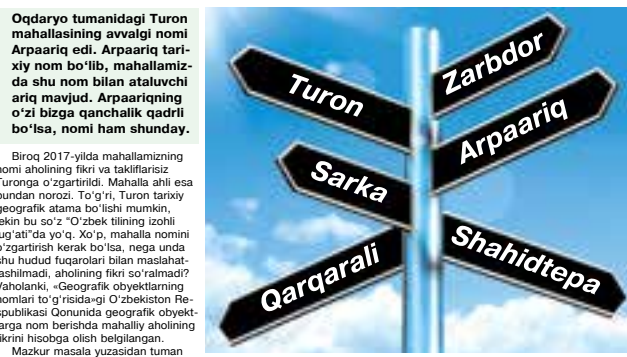 Oqdaryo tumanidagi Turon
mahallasining avvalgi nomi
Arpaariq edi. Arpaariq tari-
xiy nom bo‘lib, mahallamiz-
da shu nom bilan ataluvchi
ariq mavjud. Arpaariqning
o‘zi bizga qanchalik qadrli
bo‘lsa, nomi ham shunday.
Biroq 2017-yilda mahallamizning
nomi aholining fikri va takliflarisiz
Turonga o‘zgartirildi. Mahalla ahli esa
bundan norozi. To‘g‘ri, Turon tarixiy
geografik atama bo‘lishi mumkin,
lekin bu so‘z “O‘zbek tilining izohli
lug‘ati”da yo‘q. Xo‘p, mahalla nomini
o‘zgartirish kerak bo‘lsa, nega unda
shu hudud fuqarolari bilan maslahat-
lashilmadi, aholining fikri so‘ralmadi?
Vaholanki, «Geografik obyektlarning
nomlari to‘g‘risida»gi O‘zbekiston Re-
spublikasi Qonunida geografik obyekt-
larga nom berishda mahalliy aholining
fikrini hisobga olish belgilangan.
Mazkur masala yuzasidan tuman
Zarbdor
Turon
Arpaariq
Sarka
Shahidtepa
Qarqarali